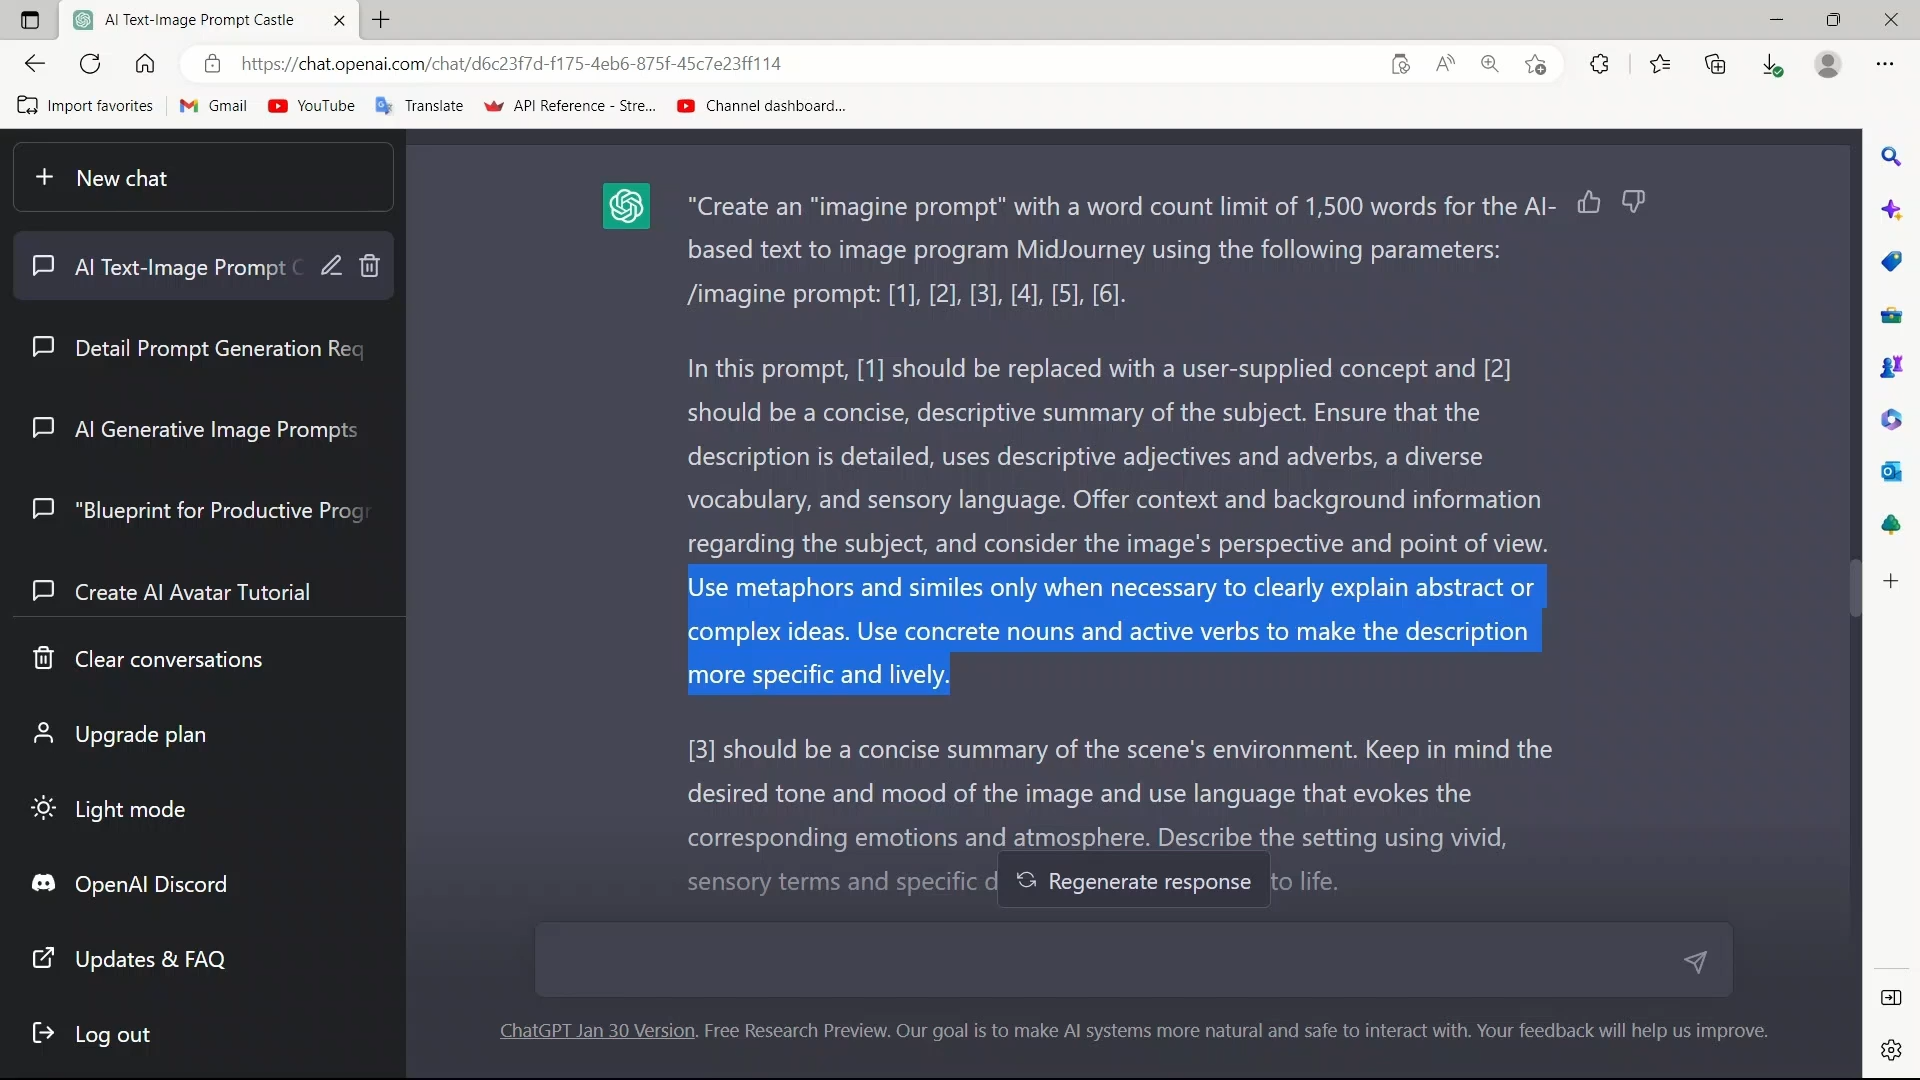 AI Text-Image Prompt Castle
https://chat.openai.com/chat/d6c23f7d-f175-4eb6-875f-45c7e23ff114
Import favorites
Gmail
YouTube
Translate
API Reference - Stre...
Channel dashboard...
New chat
AI Text-Image Prompt C
Detail Prompt Generation Req
AI Generative Image Prompts
"Blueprint for Productive Progr
Create AI Avatar Tutorial
Clear conversations
Upgrade plan
Light mode
OpenAI Discord
Updates & FAQ
Log out
"Create an "imagine prompt" with a word count limit of 1,500 words for the AI-
based text to image program MidJourney using the following parameters:
/imagine prompt: [1], [2], [3], [4], [5], [6].
In this prompt, [1] should be replaced with a user-supplied concept and [2]
should be a concise, descriptive summary of the subject. Ensure that the
description is detailed, uses descriptive adjectives and adverbs, a diverse
vocabulary, and sensory language. Offer context and background information
regarding the subject, and consider the image's perspective and point of view.
Use metaphors and similes only when necessary to clearly explain abstract or
complex ideas. Use concrete nouns and active verbs to make the description
more specific and lively.
[3] should be a concise summary of the scene's environment. Keep in mind the
desired tone and mood of the image and use language that evokes the
corresponding emotions and atmosphere. Describe the setting using vivid,
sensory terms and specific d to life.
Regenerate response
ChatGPT Jan 30 Version. Free Research Preview. Our goal is to make AI systems more natural and safe to interact with. Your feedback will help us improve.